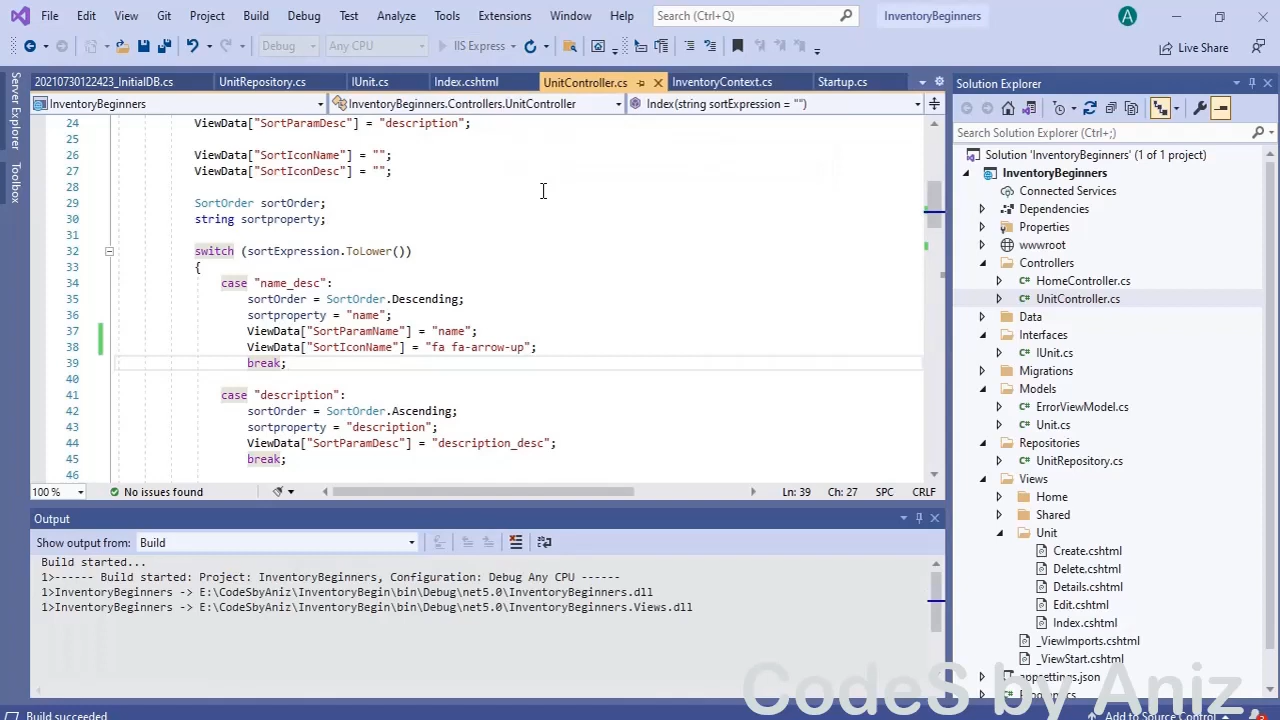 File Edit View Git Project Build Debug Test Analyze Tools Extensions Window Help Search (Ctrl+Q) InventoryBeginners A
Debug Any CPU IIS Express Live Share
20210730122423_InitialDB.cs UnitRepository.cs IUnit.cs Index.cshtml UnitController.cs InventoryContext.cs Startup.cs
InventoryBeginners InventoryBeginners.Controllers.UnitController Index(string sortExpression = "")
Server Explorer
Toolbox
24 ViewData["SortParamDesc"] = "description";
25
26 ViewData["SortIconName"] = "";
27 ViewData["SortIconDesc"] = "";
28
29 SortOrder sortOrder;
30 string sortproperty;
31
32 switch (sortExpression.ToLower())
33 {
34 case "name_desc":
35 sortOrder = SortOrder.Descending;
36 sortproperty = "name";
37 ViewData["SortParamName"] = "name";
38 ViewData["SortIconName"] = "fa fa-arrow-up";
39 break;
40
41 case "description":
42 sortOrder = SortOrder.Ascending;
43 sortproperty = "description";
44 ViewData["SortParamDesc"] = "description_desc";
45 break;
46
100 % No issues found Ln: 39 Ch: 27 SPC CRLF
Output
Show output from: Build
Build started...
1>------ Build started: Project: InventoryBeginners, Configuration: Debug Any CPU ------
1>InventoryBeginners -> E:\CodesbyAniz\InventoryBegin\bin\Debug\net5.0\InventoryBeginners.dll
1>InventoryBeginners -> E:\CodesbyAniz\InventoryBegin\bin\Debug\net5.0\InventoryBeginners.Views.dll
Solution Explorer
Search Solution Explorer (Ctrl+;)
Solution 'InventoryBeginners' (1 of 1 project)
InventoryBeginners
Connected Services
Dependencies
Properties
wwwroot
Controllers
C# HomeController.cs
C# UnitController.cs
Data
Interfaces
C# IUnit.cs
Migrations
Models
C# ErrorViewModel.cs
C# Unit.cs
Repositories
C# UnitRepository.cs
Views
Home
Shared
Unit
Create.cshtml
Delete.cshtml
Details.cshtml
Edit.cshtml
Index.cshtml
_ViewImports.cshtml
_ViewStart.cshtml
appsettings.json
CodeS by Aniz.
Build succeeded
Add to Source Control